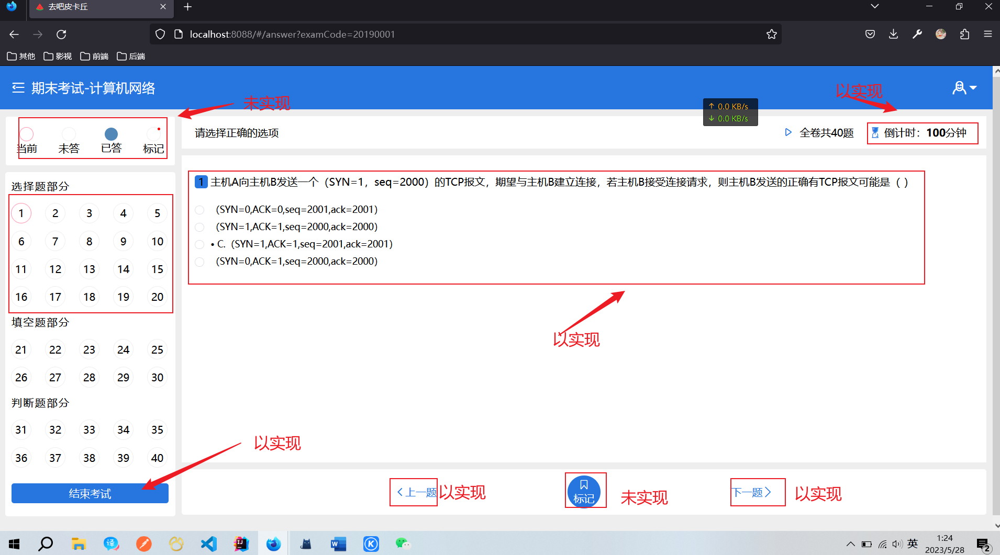 去吧皮卡丘
localhost:8088/#/answer?examCode=20190001
其他 影视 前端 后端
期末考试-计算机网络
未实现
以实现
↑ 0.0 KB/s
↓ 0.0 KB/s
当前 未答 已答 标记
请选择正确的选项
全卷共40题
倒计时：100分钟
选择题部分
1 2 3 4 5
6 7 8 9 10
11 12 13 14 15
16 17 18 19 20
填空题部分
21 22 23 24 25
26 27 28 29 30
判断题部分
31 32 33 34 35
36 37 38 39 40
结束考试
以实现
1 主机A向主机B发送一个（SYN=1，seq=2000）的TCP报文，期望与主机B建立连接，若主机B接受连接请求，则主机B发送的正确有TCP报文可能是（ ）
（SYN=0,ACK=0,seq=2001,ack=2001）
（SYN=1,ACK=1,seq=2000,ack=2000）
• C.（SYN=1,ACK=1,seq=2001,ack=2001）
（SYN=0,ACK=1,seq=2000,ack=2000）
以实现
上一题
以实现
标记
未实现
下一题
以实现
译
IJ
W
K
英
1:24
2023/5/28
2